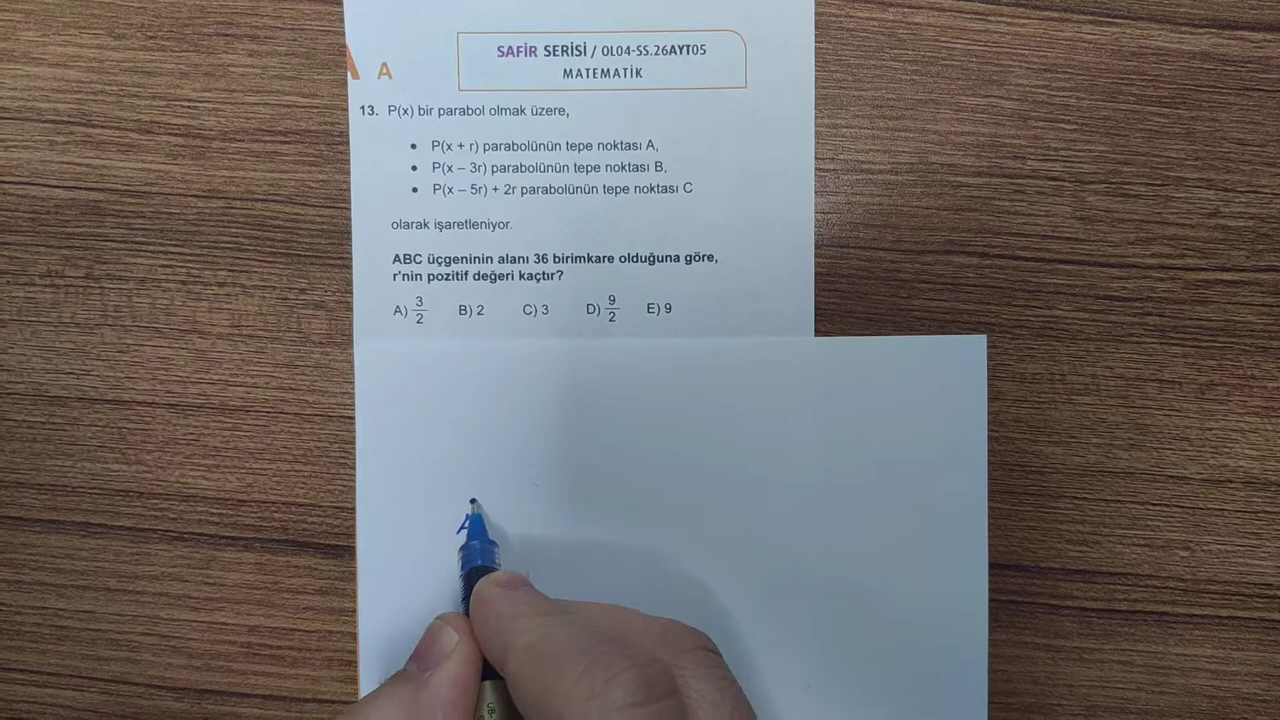 SAFİR SERİSİ / OL04-SS.26AYT05
A
MATEMATİK
13. P(x) bir parabol olmak üzere,
• P(x + r) parabolünün tepe noktası A,
• P(x – 3r) parabolünün tepe noktası B,
• P(x – 5r) + 2r parabolünün tepe noktası C
olarak işaretleniyor.
ABC üçgeninin alanı 36 birimkare olduğuna göre,
r'nin pozitif değeri kaçtır?
A) 3/2 B) 2 C) 3 D) 9/2 E) 9
A